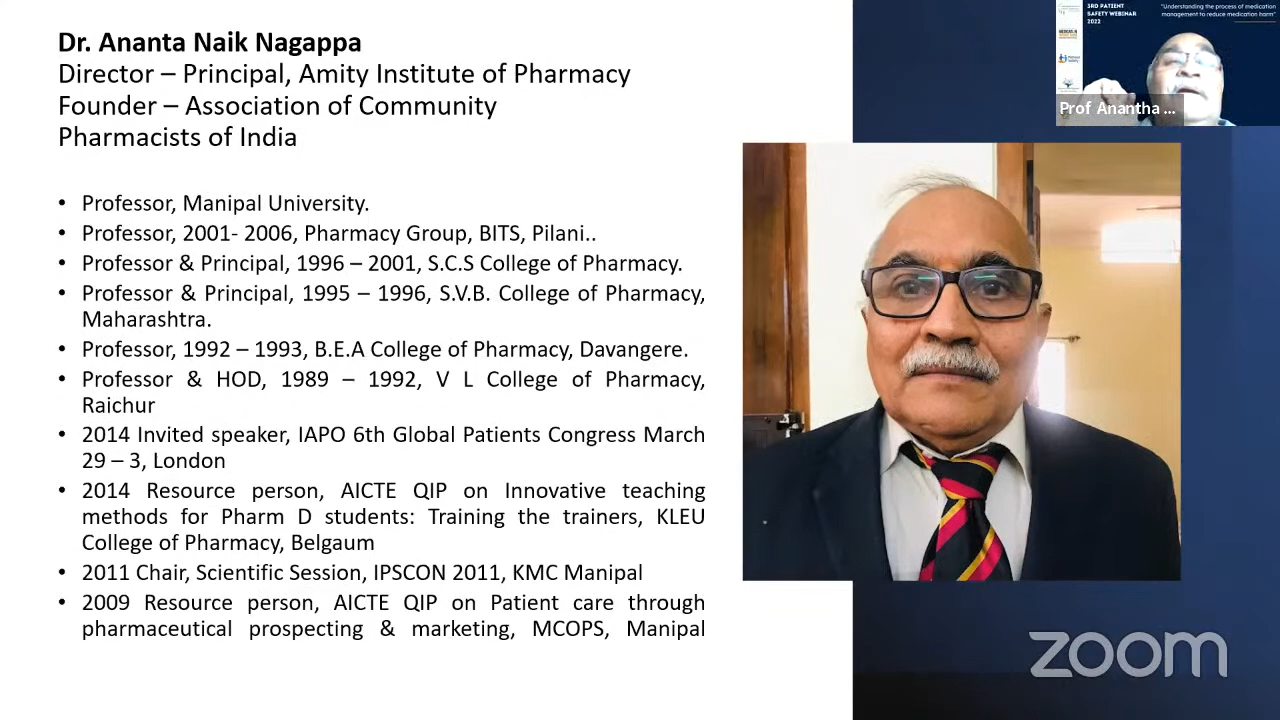 Dr. Ananta Naik Nagappa
Director – Principal, Amity Institute of Pharmacy
Founder – Association of Community
Pharmacists of India
• Professor, Manipal University.
• Professor, 2001- 2006, Pharmacy Group, BITS, Pilani..
• Professor & Principal, 1996 – 2001, S.C.S College of Pharmacy.
• Professor & Principal, 1995 – 1996, S.V.B. College of Pharmacy,
Maharashtra.
• Professor, 1992 – 1993, B.E.A College of Pharmacy, Davangere.
• Professor & HOD, 1989 – 1992, V L College of Pharmacy,
Raichur
• 2014 Invited speaker, IAPO 6th Global Patients Congress March
29 – 3, London
• 2014 Resource person, AICTE QIP on Innovative teaching
methods for Pharm D students: Training the trainers, KLEU
College of Pharmacy, Belgaum
• 2011 Chair, Scientific Session, IPSCON 2011, KMC Manipal
• 2009 Resource person, AICTE QIP on Patient care through
pharmaceutical prospecting & marketing, MCOPS, Manipal
3RD PATIENT
SAFETY WEBINAR
2022
"Understanding the process of medication
management to reduce medication harm"
Prof Anantha ...
zoom